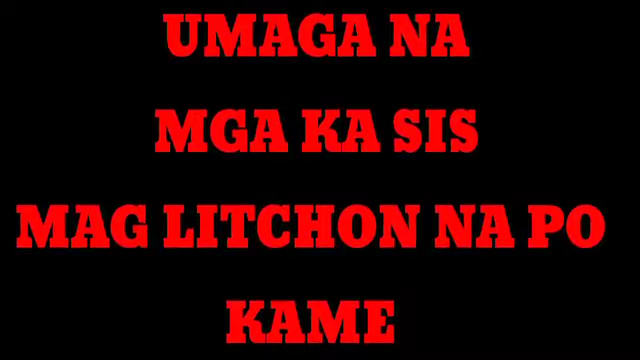 UMAGA NA
MGA KA SIS
MAG LITCHON NA PO
KAME